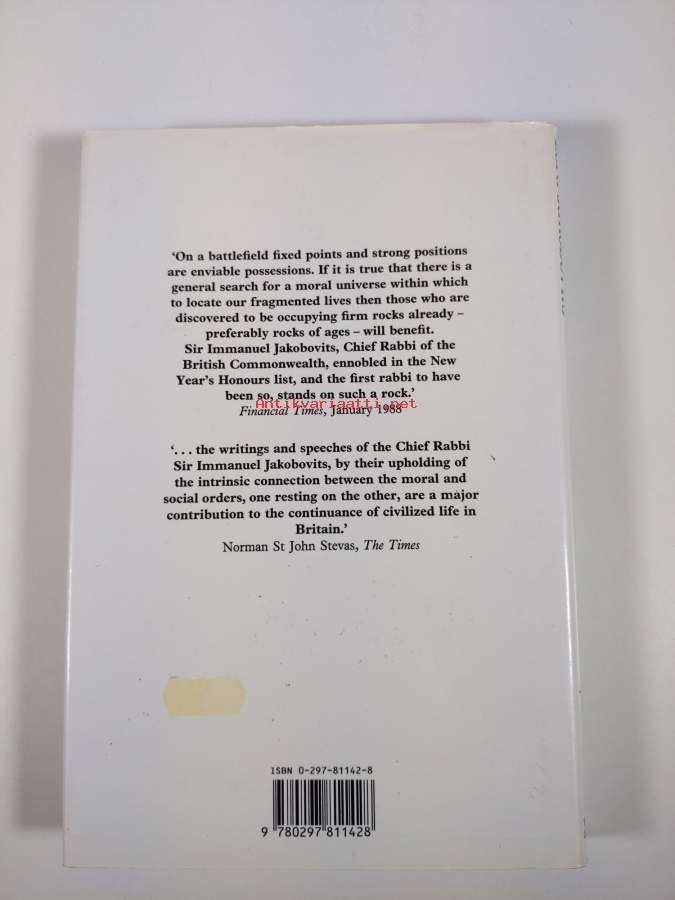 ‘On a battlefield fixed points and strong positions
are enviable possessions. If it is true that there is a
general search for a moral universe within which
to locate our fragmented lives then those who are
discovered to be occupying firm rocks already –
preferably rocks of ages – will benefit.
Sir Immanuel Jakobovits, Chief Rabbi of the
British Commonwealth, ennobled in the New
Year’s Honours list, and the first rabbi to have
been so, stands on such a rock.’
Antikvariaatti.net
Financial Times, January 1988
‘. . . the writings and speeches of the Chief Rabbi
Sir Immanuel Jakobovits, by their upholding of
the intrinsic connection between the moral and
social orders, one resting on the other, are a major
contribution to the continuance of civilized life in
Britain.’
Norman St John Stevas, The Times
ISBN 0-297-81142-8
9 780297 811428